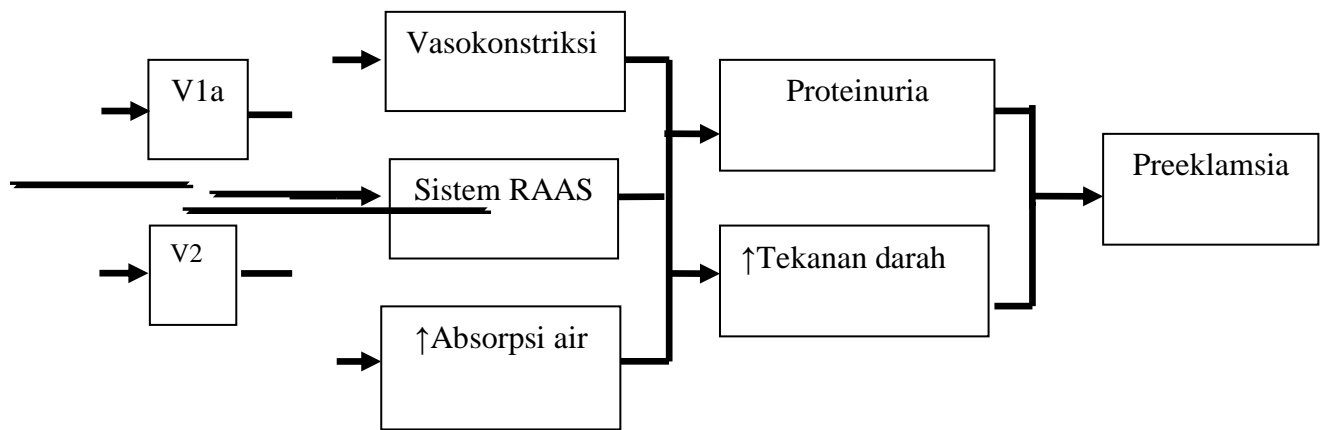 Vasokonstriksi
V1a
Proteinuria
Preeklamsia
Sistem RAAS
V2
↑Tekanan darah
↑Absorpsi air